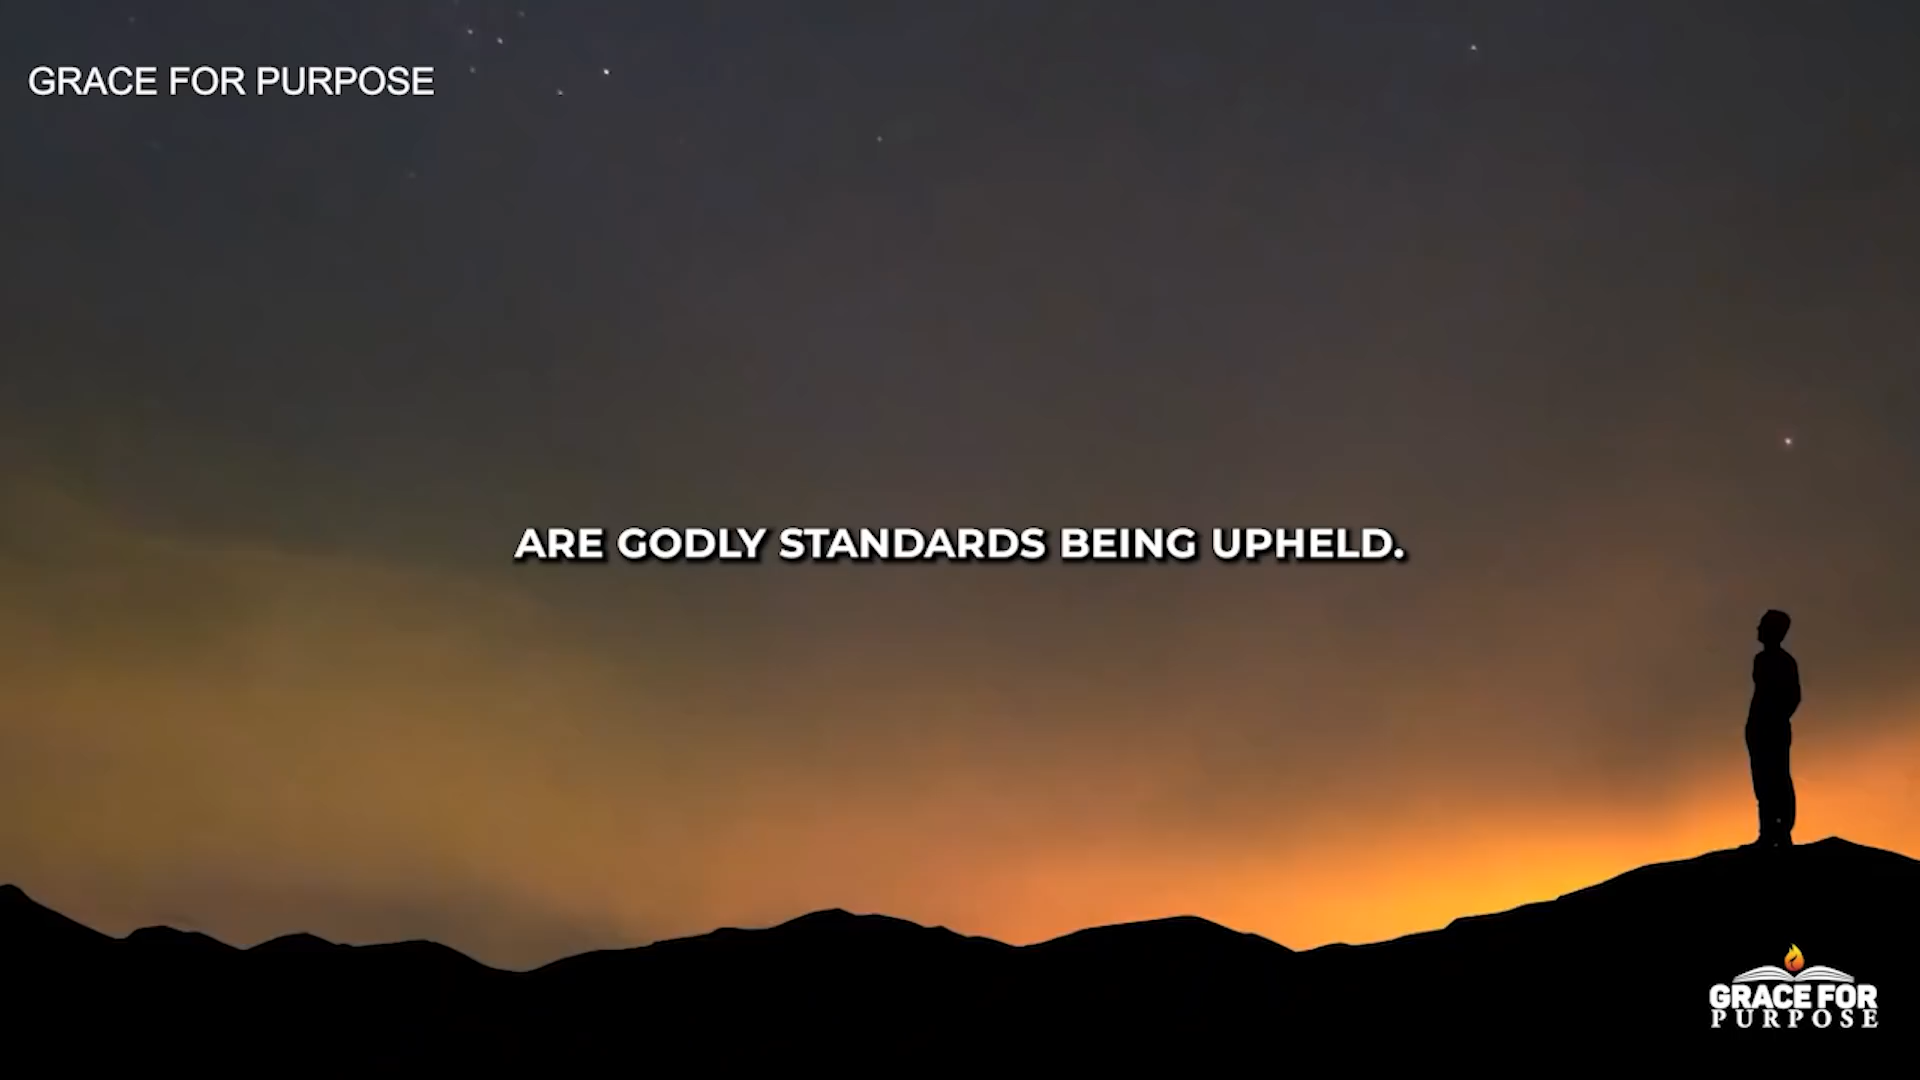 GRACE FOR PURPOSE
ARE GODLY STANDARDS BEING UPHELD.
GRACE FOR
PURPOSE